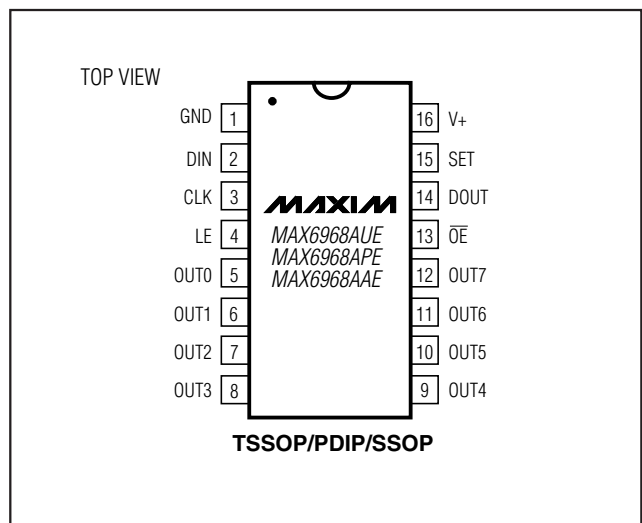 TOP VIEW
GND 1
DIN 2
CLK 3
LE 4
OUT0 5
OUT1 6
OUT2 7
OUT3 8
MAXIM
MAX6968AUE
MAX6968APE
MAX6968AAE
16 V+
15 SET
14 DOUT
13 O̅E̅
12 OUT7
11 OUT6
10 OUT5
9 OUT4
TSSOP/PDIP/SSOP